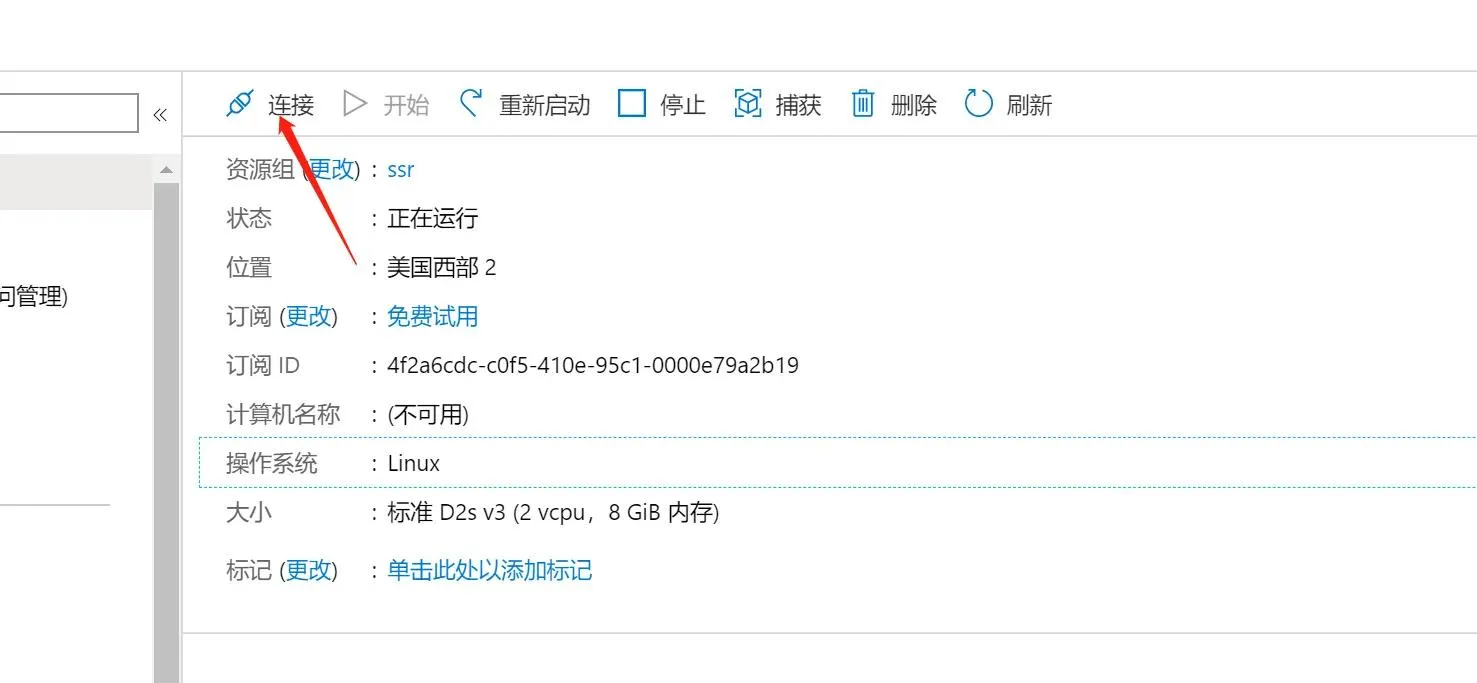 « 连接 开始 重新启动 停止 捕获 删除 刷新
资源组 (更改) : ssr
状态 : 正在运行
位置 : 美国西部 2
问管理)
订阅 (更改) : 免费试用
订阅 ID : 4f2a6cdc-c0f5-410e-95c1-0000e79a2b19
计算机名称 : (不可用)
操作系统 : Linux
大小 : 标准 D2s v3 (2 vcpu，8 GiB 内存)
标记 (更改) : 单击此处以添加标记